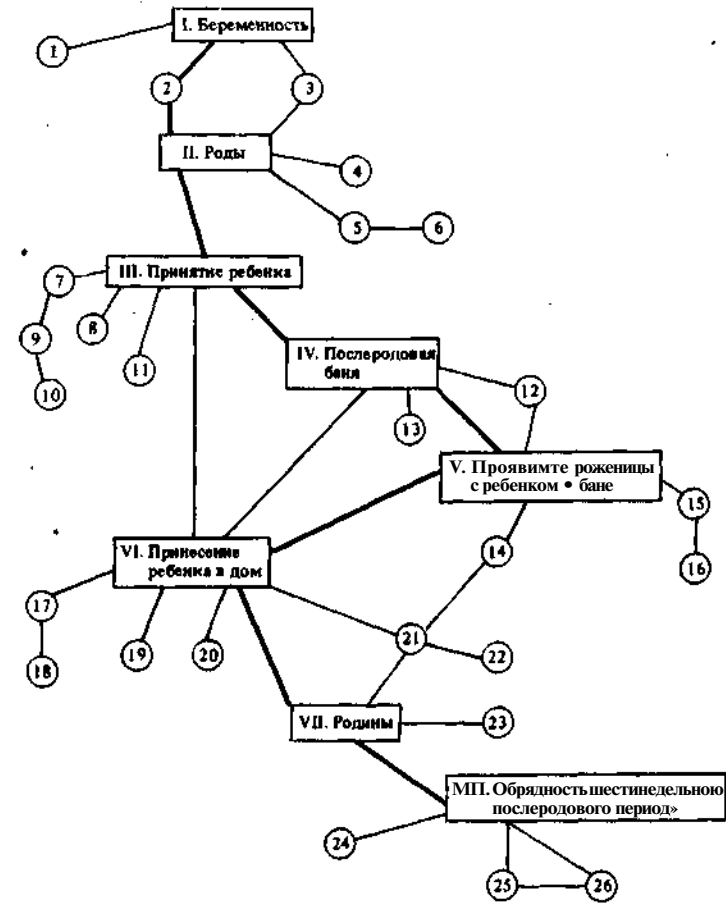 I. Беременность
1
2
3
II. Роды
4
5
6
III. Принятие ребенка
7
8
9
11
10
IV. Послеродовая
баня
12
13
V. Проявимте роженицы
с ребенком • бане
15
14
16
VI. Принесение
ребенка в дом
17
18
19
20
21
22
VII. Родины
23
МП. Обрядность шестинедельною
послеродового период»
24
25
26